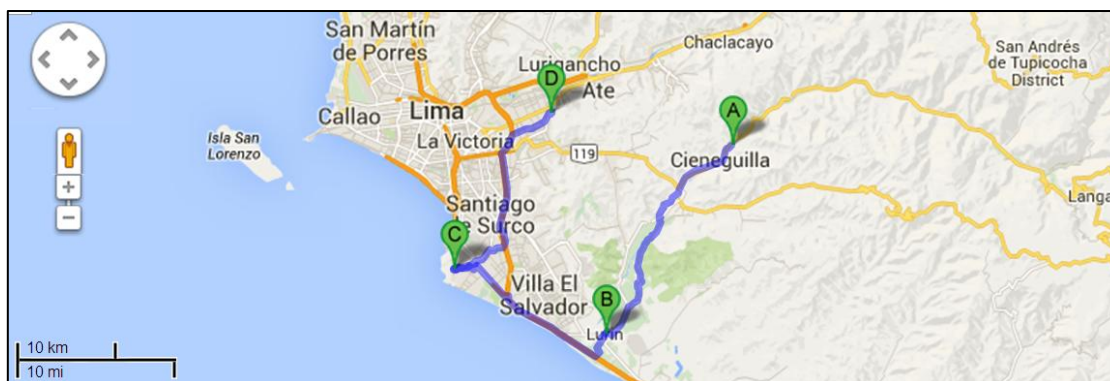 San Martín
de Porres
Callao
Lima
La Victoria
Lurigancho
D
Ate
Chaclacayo
San Andrés
de Tupicocha
District
Isla San
Lorenzo
119
A
Cieneguilla
Langa
Santiago
de Surco
C
Villa El
Salvador
B
Lurín
10 km
10 mi